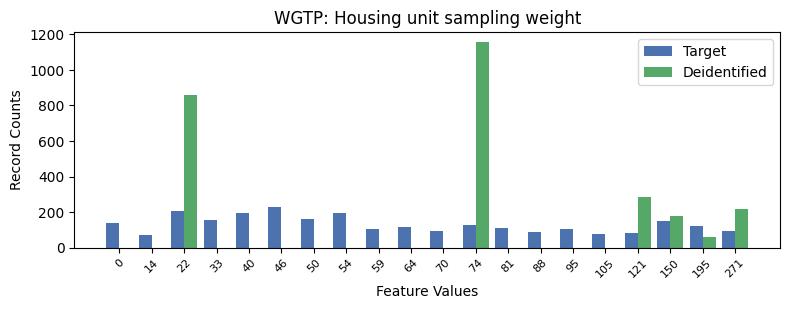 WGTP: Housing unit sampling weight
1200
1000
800
600
400
200
0
Record Counts
Target
Deidentified
0 14 22 33 40 46 50 54 59 64 70 74 81 88 95 105 121 150 195 271
Feature Values